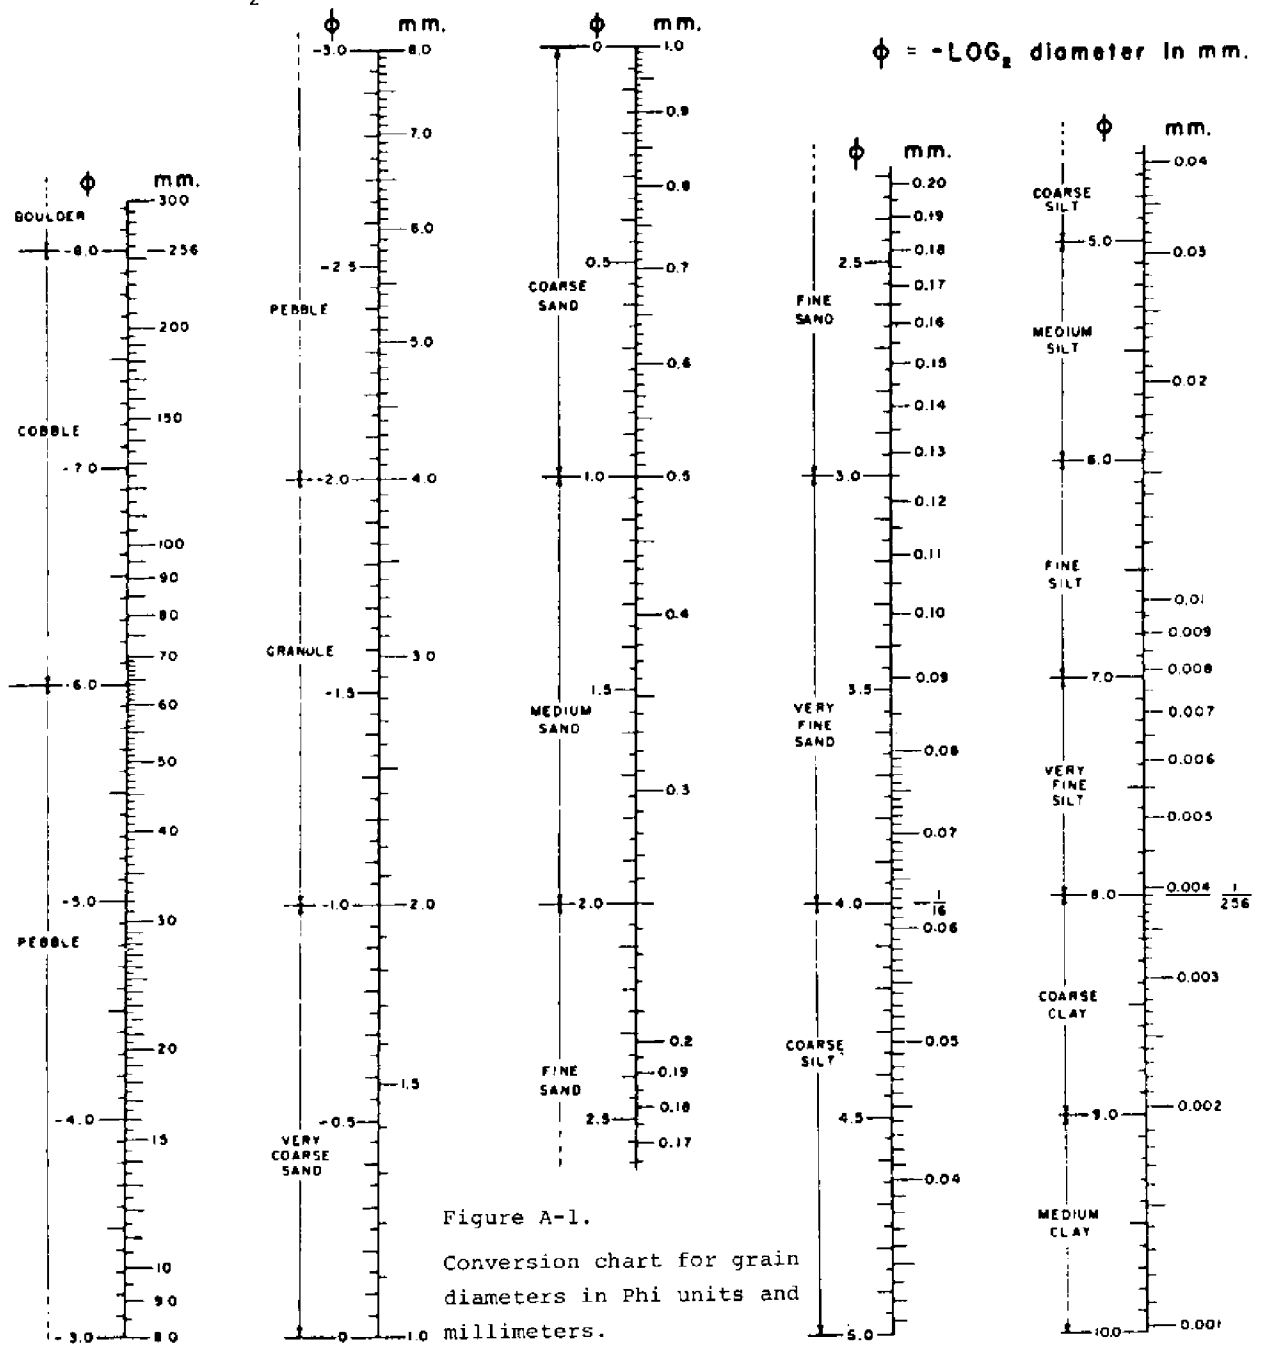 2
ϕ = -LOG₂ diameter in mm.
ϕ mm.
300
BOULDER
-8.0 256
200
150
COBBLE
-7.0
100
90
80
70
-6.0
60
50
40
-5.0
30
PEBBLE
20
-4.0
15
10
9.0
-3.0 8.0
ϕ mm.
-3.0 8.0
7.0
6.0
-2.5
PEBBLE
5.0
-2.0 4.0
GRANULE
3.0
-1.5
-1.0 2.0
1.5
-0.5
VERY
COARSE
SAND
0 1.0
ϕ mm.
0 1.0
0.9
0.8
0.5
0.7
COARSE
SAND
0.6
1.0 0.5
0.4
1.5
MEDIUM
SAND
0.3
2.0
0.2
FINE
SAND
0.19
0.18
2.5
0.17
ϕ mm.
0.20
0.19
0.18
2.5
0.17
FINE
SAND
0.16
0.15
0.14
0.13
3.0
0.12
0.11
0.10
0.09
3.5
VERY
FINE
SAND
0.08
0.07
4.0 1/16
0.06
COARSE
SILT
0.05
4.5
0.04
5.0
ϕ mm.
0.04
COARSE
SILT
5.0
0.03
MEDIUM
SILT
0.02
6.0
FINE
SILT
0.01
0.009
0.008
7.0
0.007
0.006
VERY
FINE
SILT
0.005
0.004 1/256
8.0
0.003
COARSE
CLAY
0.002
9.0
MEDIUM
CLAY
10.0 0.001
Figure A-1.
Conversion chart for grain
diameters in Phi units and
millimeters.